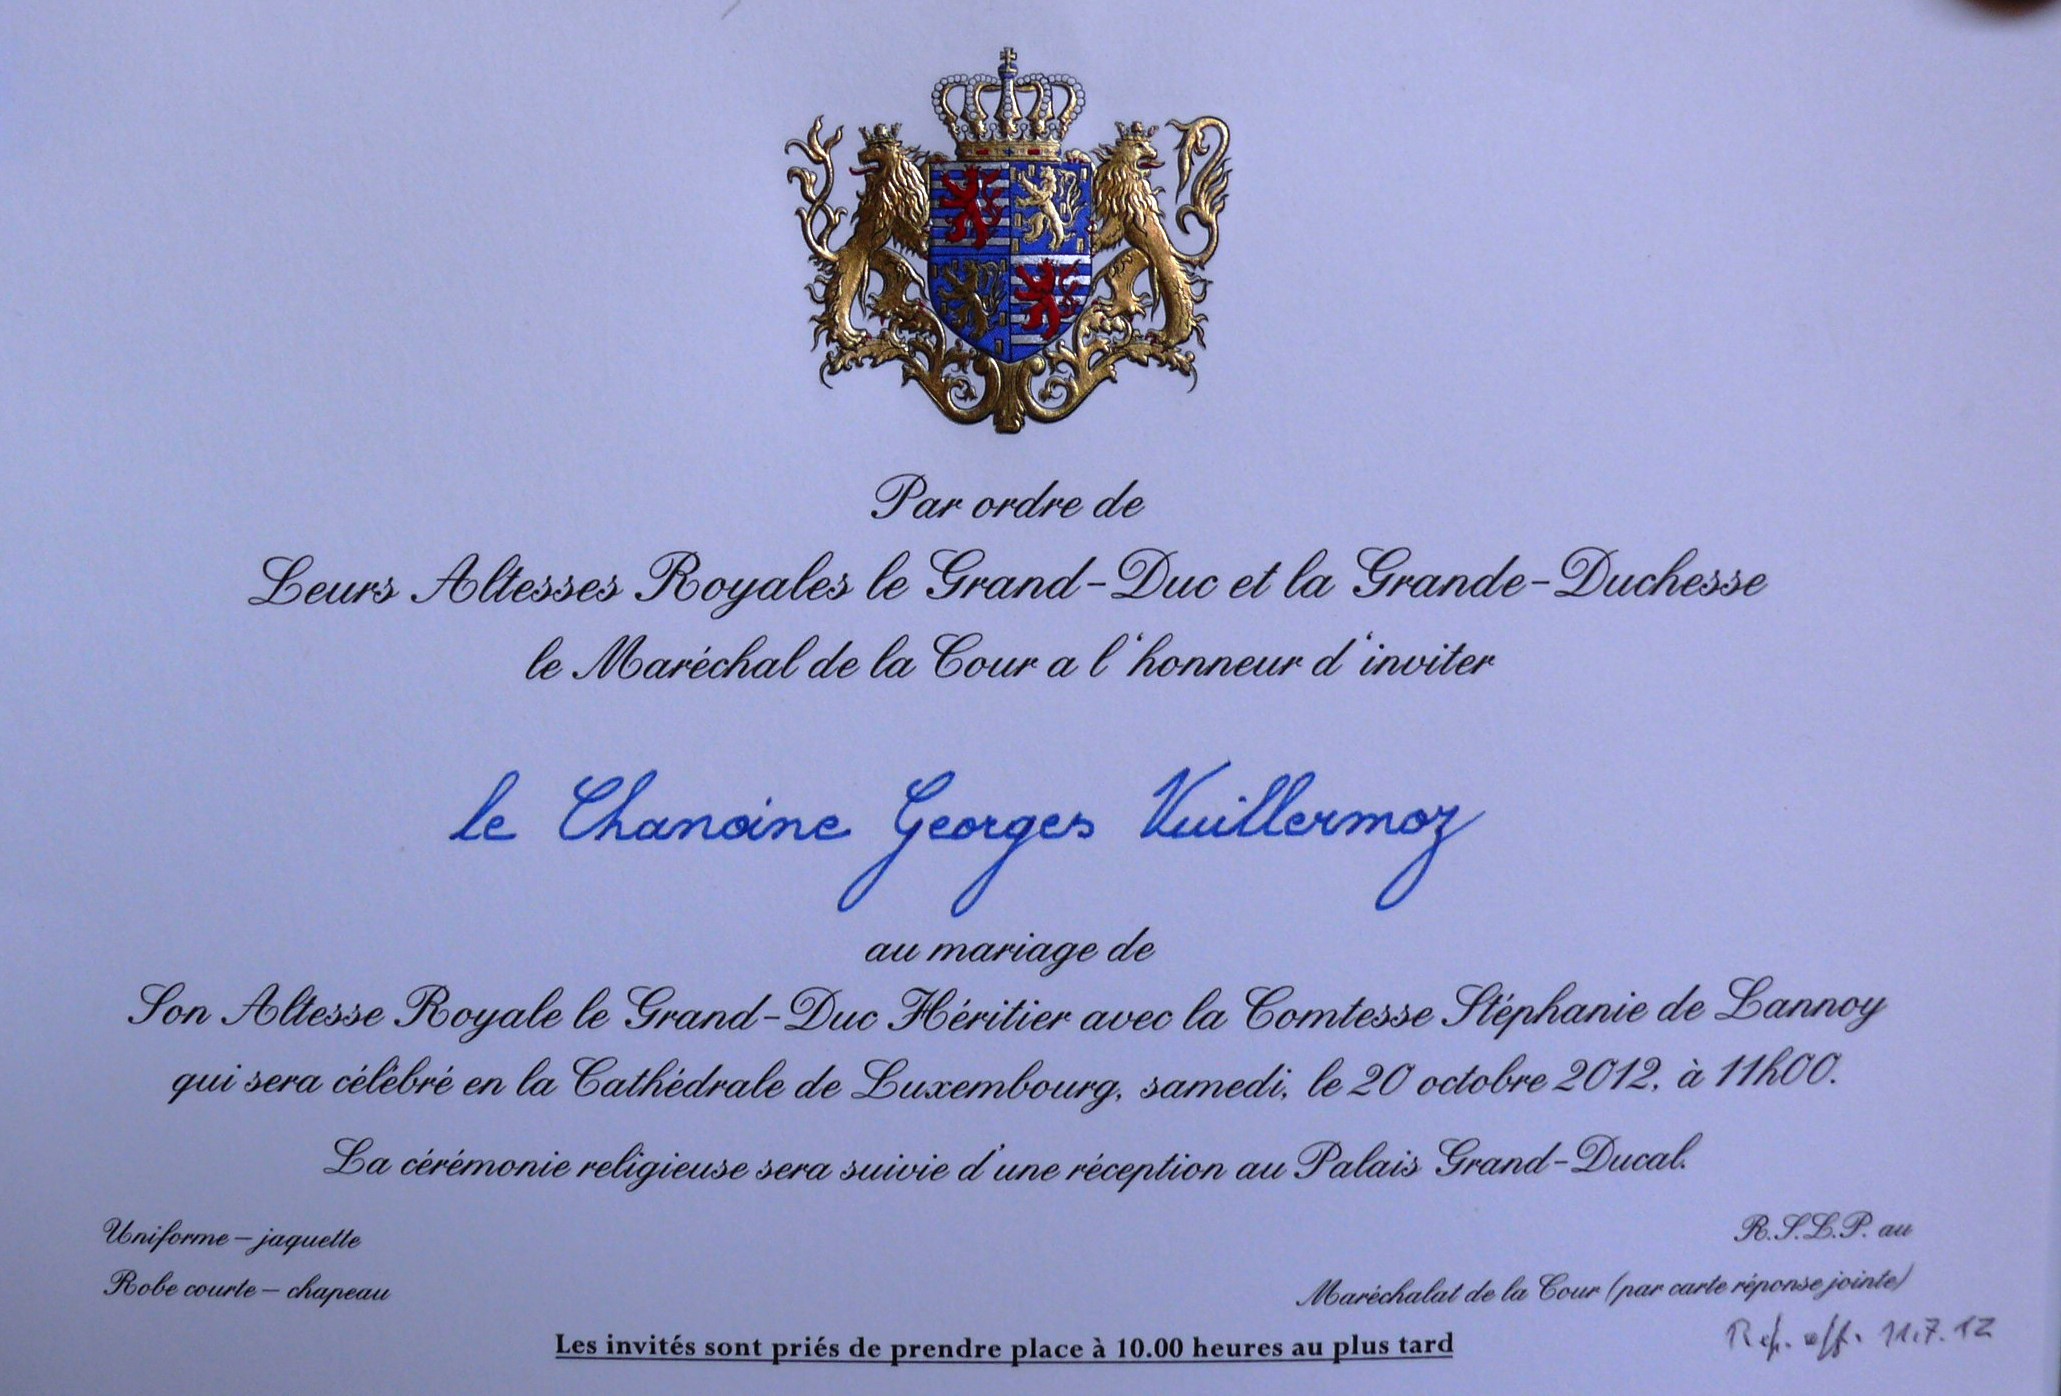 Par ordre de
Leurs Altesses Royales le Grand-Duc et la Grande-Duchesse
le Maréchal de la Cour a l'honneur d'inviter
le Chanoine Georges Vuillermoz
au mariage de
Son Altesse Royale le Grand-Duc Héritier avec la Comtesse Stéphanie de Lannoy
qui sera célébré en la Cathédrale de Luxembourg, samedi, le 20 octobre 2012, à 11h00.
La cérémonie religieuse sera suivie d'une réception au Palais Grand-Ducal.
Uniforme – jaquette
R.S.L.P. au
Robe courte – chapeau
Maréchalat de la Cour (par carte réponse jointe)
Les invités sont priés de prendre place à 10.00 heures au plus tard
Rép. aff. 11.7.12